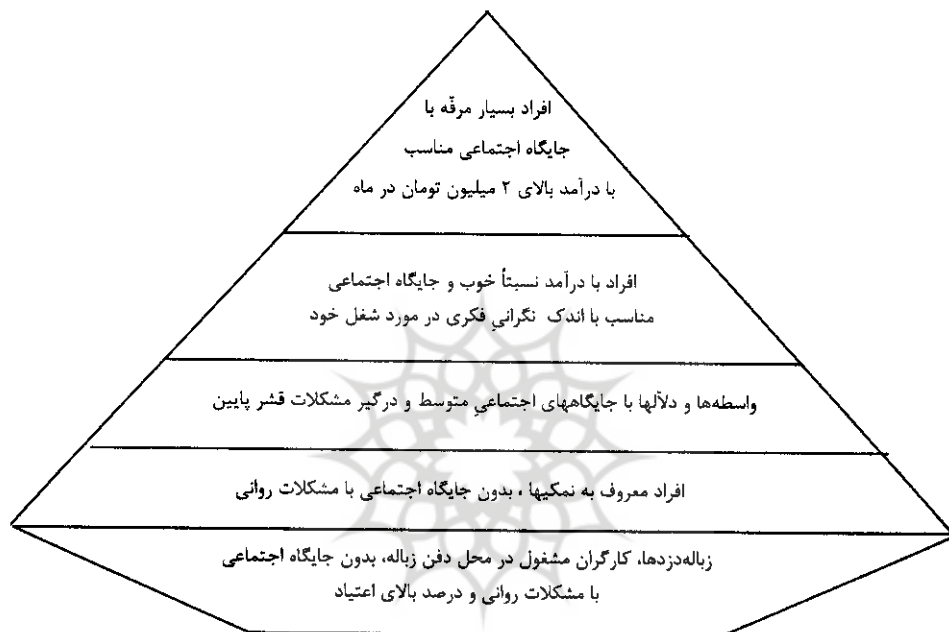 افراد بسیار مرفّه با
جایگاه اجتماعی مناسب
با درآمد بالای ۲ میلیون تومان در ماه
افراد با درآمد نسبتأ خوب و جایگاه اجتماعی
مناسب با اندک نگرانیِ فکری در مورد شغل خود
واسطه‌ها و دلاّلها با جایگاههای اجتماعیِ متوسط و درگیر مشکلات قشر پایین
افراد معروف به نمکیها ، بدون جایگاه اجتماعی با مشکلات روانی
زباله‌دزدها، کارگران مشغول در محل دفن زباله، بدون جایگاه اجتماعی
با مشکلات روانی و درصد بالای اعتیاد